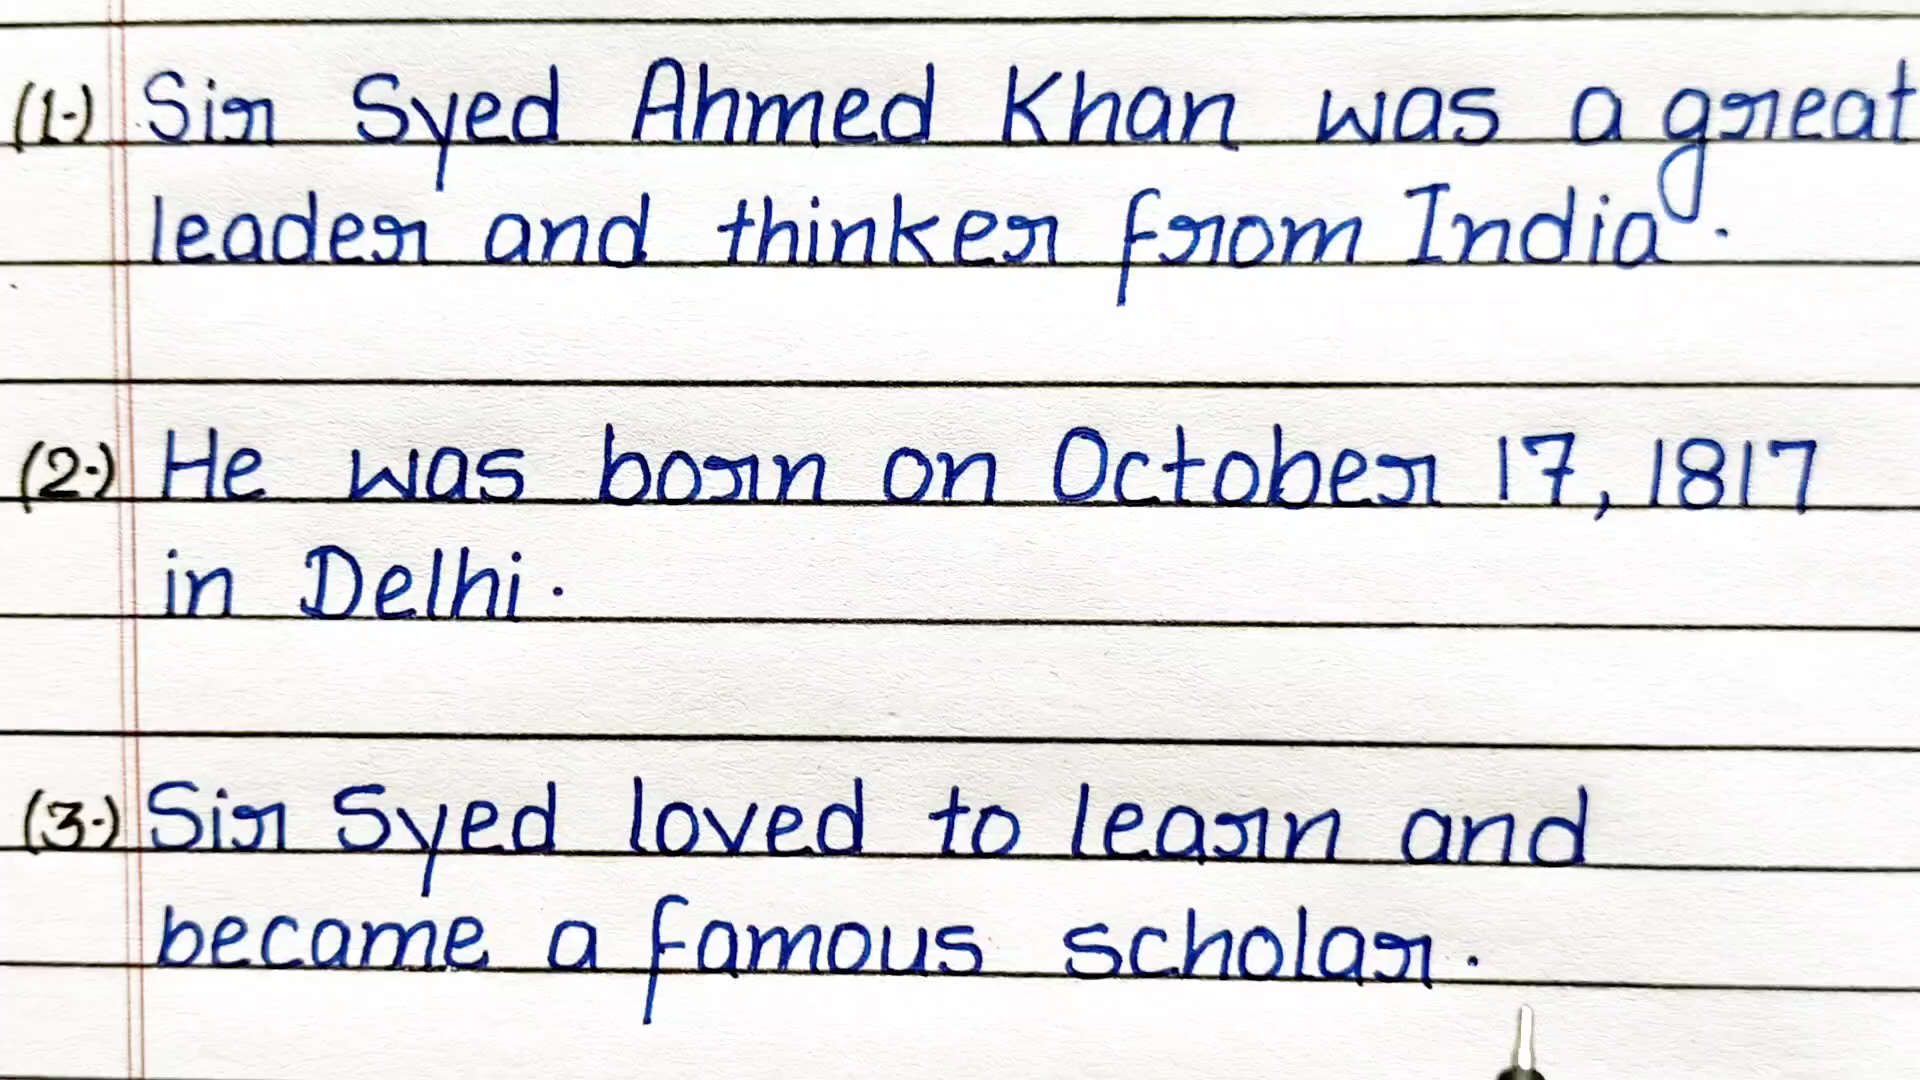 (1.) Sir Syed Ahmed Khan was a great
leader and thinker from India.
(2.) He was born on October 17, 1817
in Delhi.
(3.) Sir Syed loved to learn and
became a famous scholar.